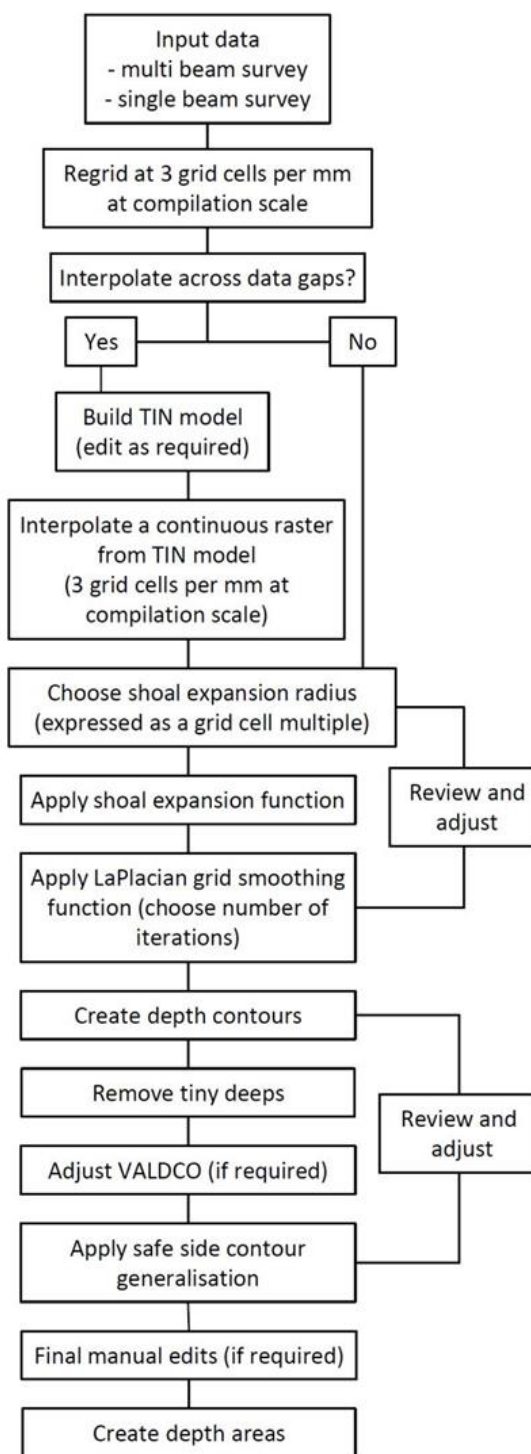 Input data
- multi beam survey
- single beam survey
Regrid at 3 grid cells per mm
at compilation scale
Interpolate across data gaps?
Yes
No
Build TIN model
(edit as required)
Interpolate a continuous raster
from TIN model
(3 grid cells per mm at
compilation scale)
Choose shoal expansion radius
(expressed as a grid cell multiple)
Apply shoal expansion function
Review and
adjust
Apply LaPlacian grid smoothing
function (choose number of
iterations)
Create depth contours
Remove tiny deeps
Review and
adjust
Adjust VALDCO (if required)
Apply safe side contour
generalisation
Final manual edits (if required)
Create depth areas